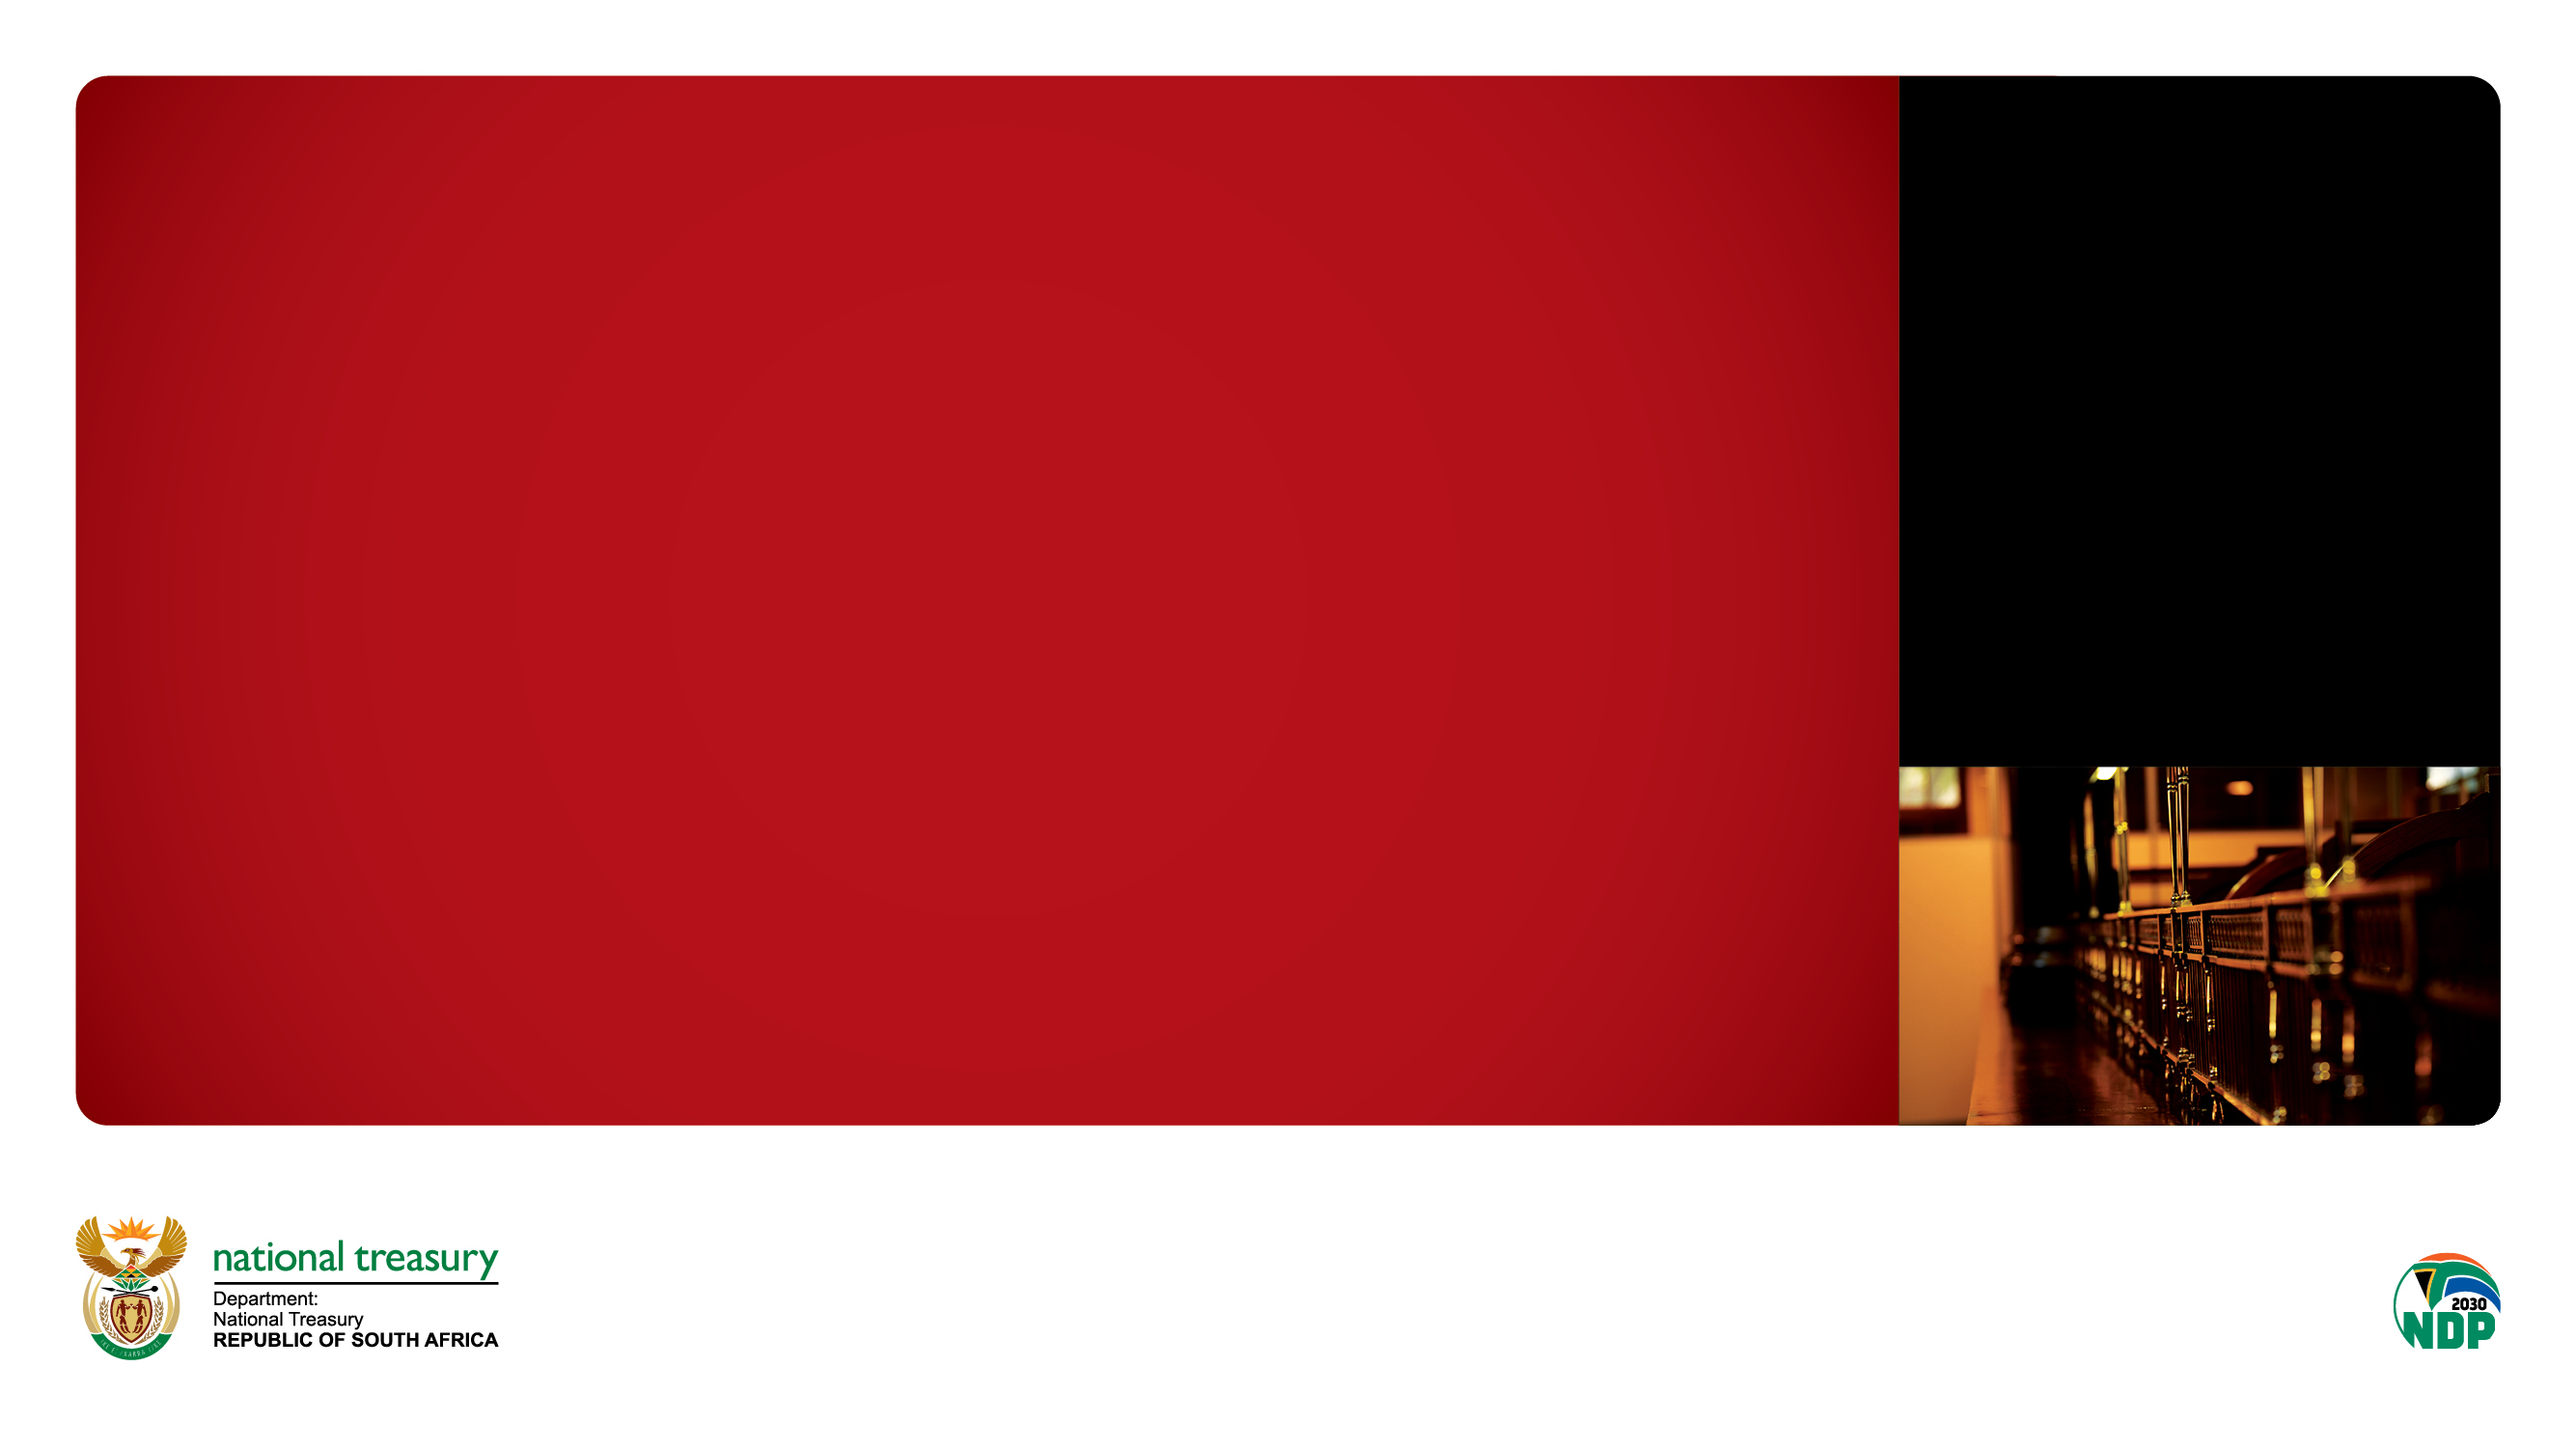 national treasury
Department:
National Treasury
REPUBLIC OF SOUTH AFRICA
2030
NDP